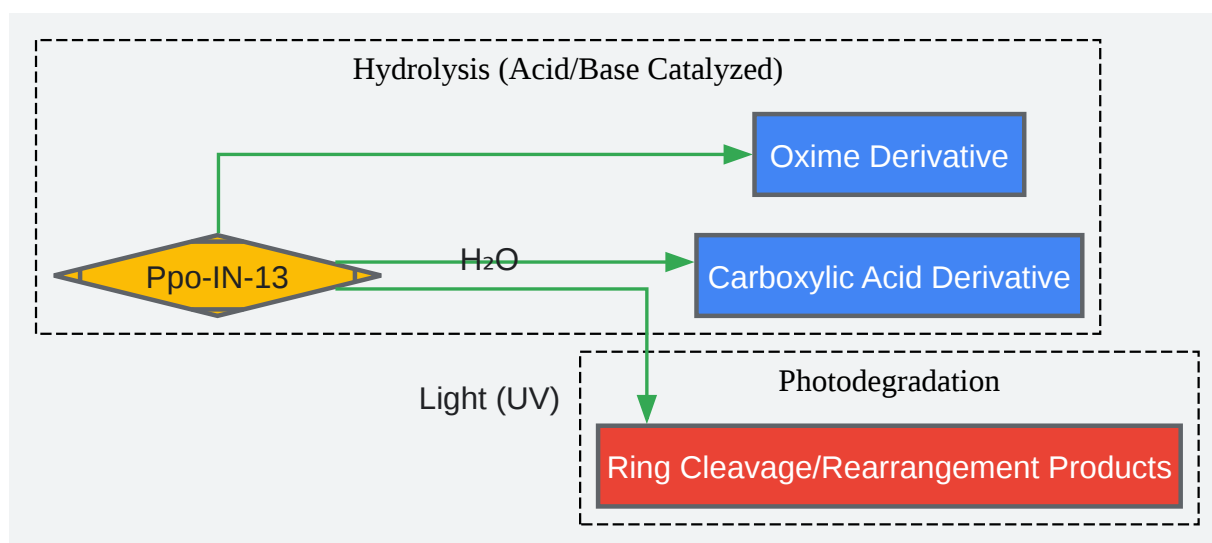 Hydrolysis (Acid/Base Catalyzed)
Oxime Derivative
Ppo-IN-13
H₂O
Carboxylic Acid Derivative
Light (UV)
Photodegradation
Ring Cleavage/Rearrangement Products